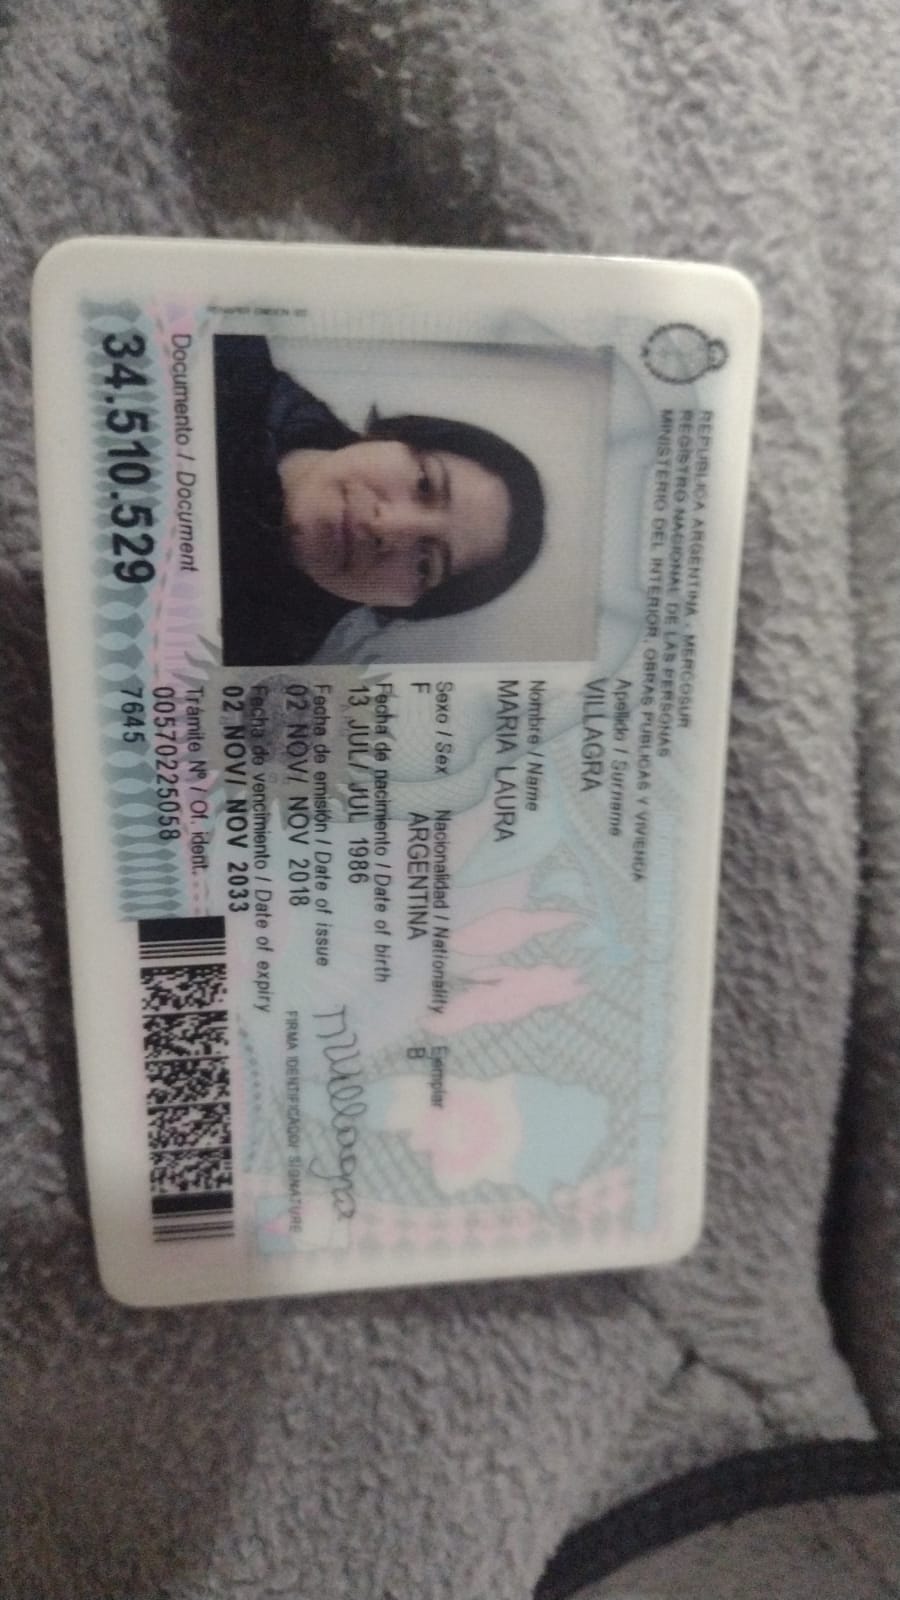 REPUBLICA ARGENTINA - MERCOSUR
REGISTRO NACIONAL DE LAS PERSONAS
MINISTERIO DEL INTERIOR, OBRAS PUBLICAS Y VIVIENDA
Apellido / Surname
VILLAGRA
Nombre / Name
MARIA LAURA
Sexo / Sex Nacionalidad / Nationality Ejemplar
F ARGENTINA B
Fecha de nacimiento / Date of birth
13 JUL/ JUL 1986
Fecha de emisión / Date of issue
02 NOV/ NOV 2018
Fecha de vencimiento / Date of expiry
02 NOV/ NOV 2033
FIRMA IDENTIFICADO/ SIGNATURE
Documento / Document
34.510.529
Trámite Nº / Of. ident.
00570225058
7645